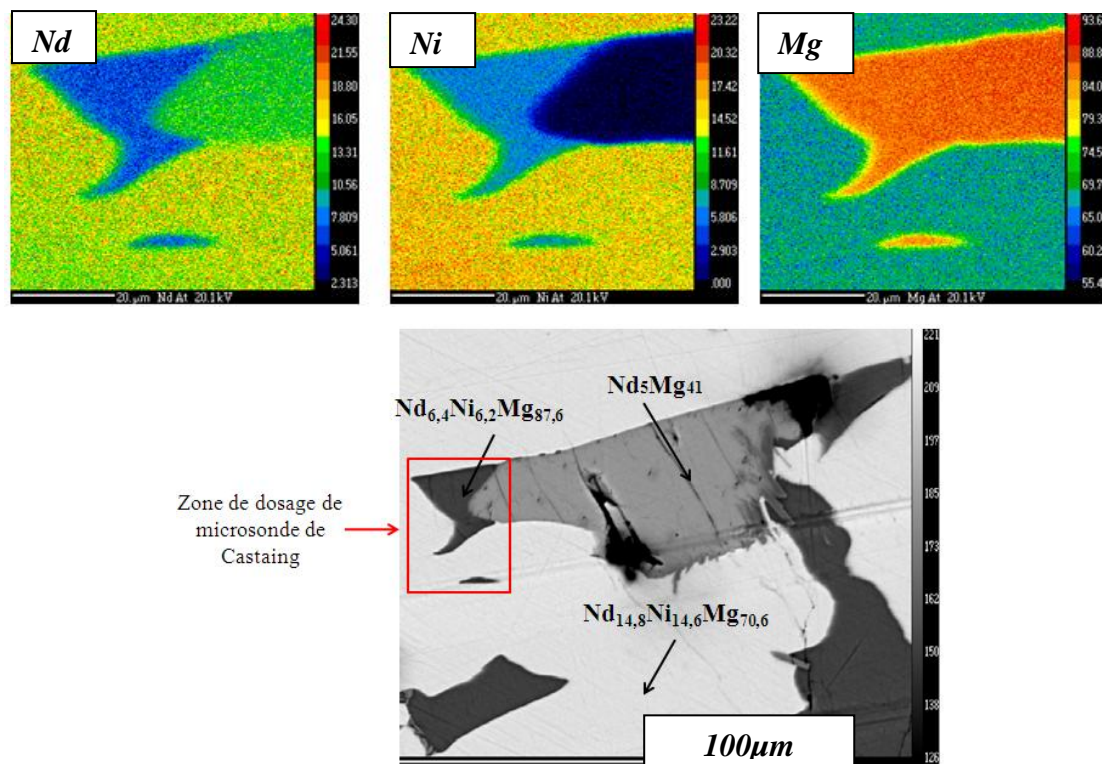 Nd
24.30
21.55
18.80
16.05
13.31
10.56
7.809
5.061
2.313
20. µm Nd At 20.1kV
Ni
23.22
20.32
17.42
14.51
11.61
8.709
5.806
2.903
.000
20. µm Ni At 20.1kV
Mg
93.6
88.8
84.0
79.3
74.5
69.7
65.0
60.2
55.4
20. µm Mg At 20.1kV
Nd₅Mg₄₁
Nd₆,₄Ni₆,₂Mg₈₇,₆
Zone de dosage de
microsonde de
Castaing
Nd₁₄,₈Ni₁₄,₆Mg₇₀,₆
100µm
221
209
197
185
173
162
150
138
126